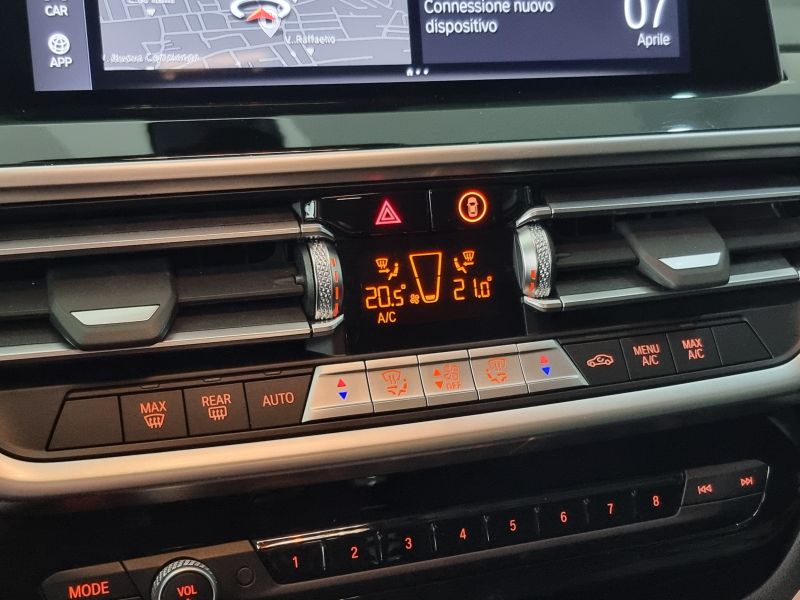 CAR
APP
V. Raffaello
Connessione nuovo
dispositivo
07
Aprile
20.5°
21.0°
A/C
MAX
REAR
AUTO
OFF
MENU
A/C
MAX
A/C
1
2
3
4
5
6
7
8
MODE
VOL